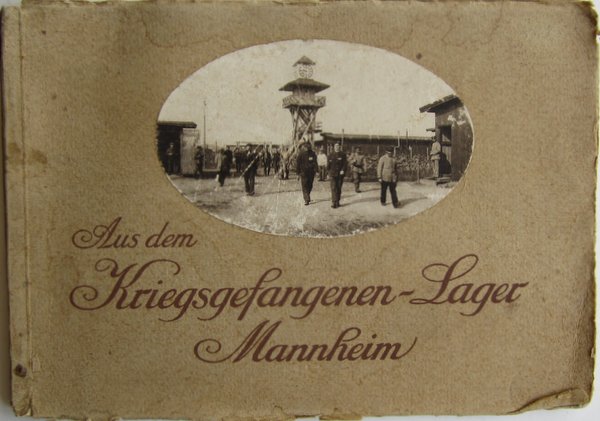 Aus dem
Kriegsgefangenen-Lager
Mannheim